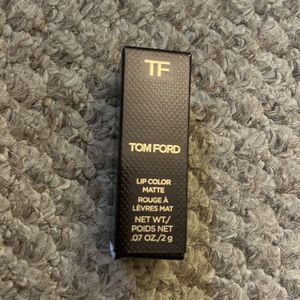 TF
TOM FORD
LIP COLOR
MATTE
ROUGE À
LÈVRES MAT
NET WT./
POIDS NET
.07 OZ./2 g